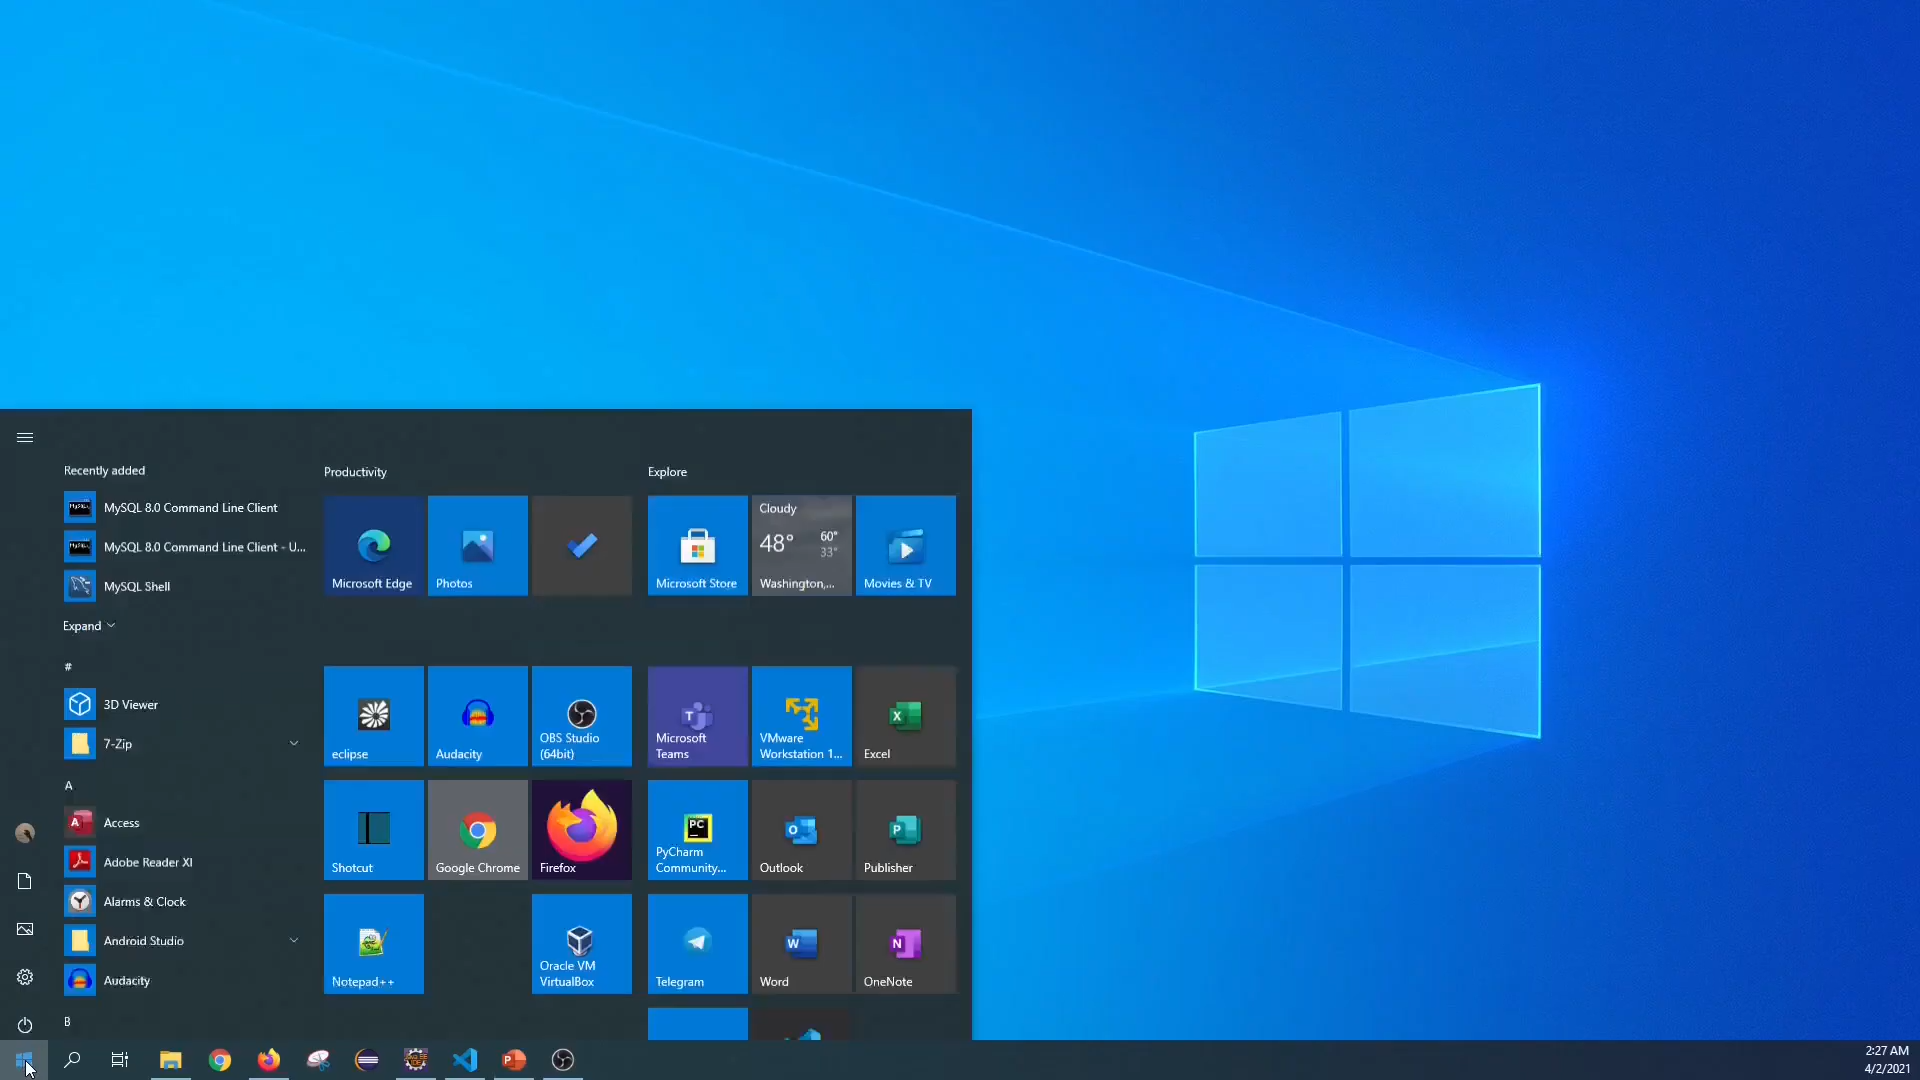 Recently added
MySQL 8.0 Command Line Client
MySQL 8.0 Command Line Client - U...
MySQL Shell
Expand
#
3D Viewer
7-Zip
A
Access
Adobe Reader XI
Alarms & Clock
Android Studio
Audacity
B
Productivity
Microsoft Edge
Photos
eclipse
Audacity
OBS Studio
(64bit)
Shotcut
Google Chrome
Firefox
Notepad++
Oracle VM
VirtualBox
Explore
Microsoft Store
Cloudy
48°
60°
33°
Washington,...
Movies & TV
Microsoft
Teams
VMware
Workstation 1...
Excel
PyCharm
Community...
Outlook
Publisher
Telegram
Word
OneNote
2:27 AM
4/2/2021